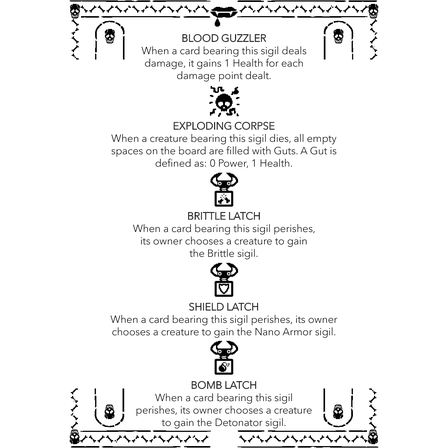 BLOOD GUZZLER
When a card bearing this sigil deals
damage, it gains 1 Health for each
damage point dealt.
EXPLODING CORPSE
When a creature bearing this sigil dies, all empty
spaces on the board are filled with Guts. A Gut is
defined as: 0 Power, 1 Health.
BRITTLE LATCH
When a card bearing this sigil perishes,
its owner chooses a creature to gain
the Brittle sigil.
SHIELD LATCH
When a card bearing this sigil perishes, its owner
chooses a creature to gain the Nano Armor sigil.
BOMB LATCH
When a card bearing this sigil
perishes, its owner chooses a creature
to gain the Detonator sigil.